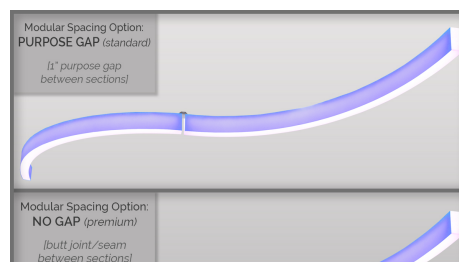 Modular Spacing Option:
PURPOSE GAP (standard)
[1" purpose gap
between sections]
Modular Spacing Option:
NO GAP (premium)
[butt joint/seam
between sections]